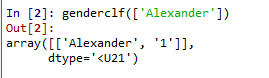 In [2]: genderclf(['Alexander'])
Out[2]:
array([['Alexander', '1']],
dtype='<U21')